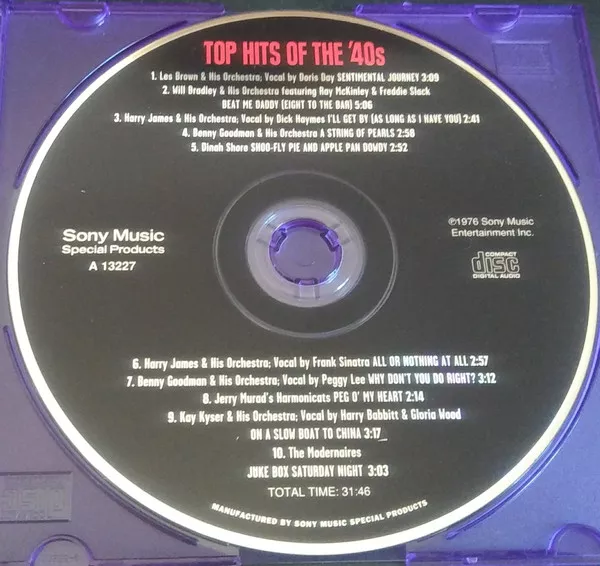 TOP HITS OF THE '40s
1. Les Brown & His Orchestra; Vocal by Doris Day SENTIMENTAL JOURNEY 3:09
2. Will Bradley & His Orchestra featuring Ray McKinley & Freddie Slack
BEAT ME DADDY (EIGHT TO THE BAR) 5:06
3. Harry James & His Orchestra; Vocal by Dick Haymes I'LL GET BY (AS LONG AS I HAVE YOU) 2:41
4. Benny Goodman & His Orchestra A STRING OF PEARLS 2:50
5. Dinah Shore SHOO-FLY PIE AND APPLE PAN DOWDY 2:52
Sony Music
Special Products
A 13227
℗1976 Sony Music
Entertainment Inc.
COMPACT
disc
DIGITAL AUDIO
6. Harry James & His Orchestra; Vocal by Frank Sinatra ALL OR NOTHING AT ALL 2:57
7. Benny Goodman & His Orchestra; Vocal by Peggy Lee WHY DON'T YOU DO RIGHT? 3:12
8. Jerry Murad's Harmonicats PEG O' MY HEART 2:14
9. Kay Kyser & His Orchestra; Vocal by Harry Babbitt & Gloria Wood
ON A SLOW BOAT TO CHINA 3:17
10. The Modernaires
JUKE BOX SATURDAY NIGHT 3:03
TOTAL TIME: 31:46
MANUFACTURED BY SONY MUSIC SPECIAL PRODUCTS